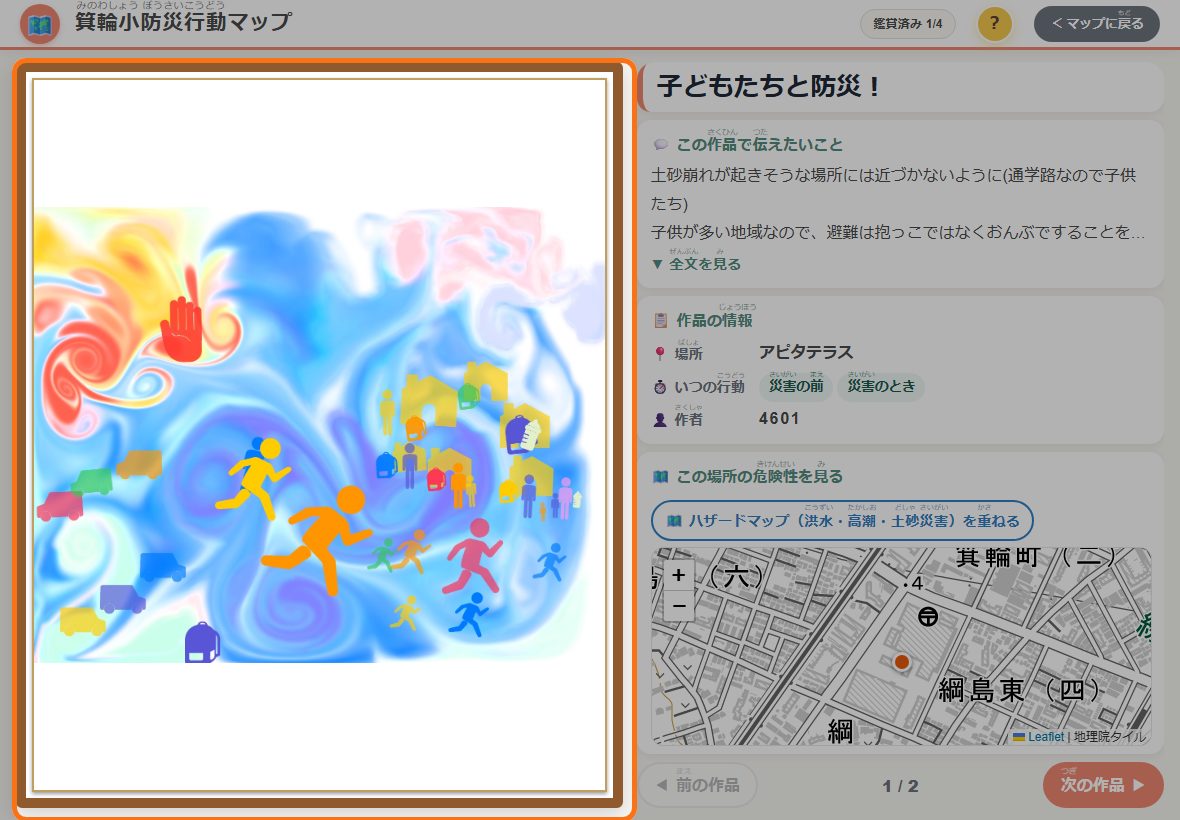 みのわしょう ぼうさいこうどう
箕輪小防災行動マップ
鑑賞済み 1/4
?
もど
＜マップに戻る
子どもたちと防災！
さくひん つた
この作品で伝えたいこと
土砂崩れが起きそうな場所には近づかないように(通学路なので子供
たち)
子供が多い地域なので、避難は抱っこではなくおんぶですることを…
ぜんぶん み
▼ 全文を見る
じょうほう
作品の情報
ばしょ
場所 アピタテラス
こうどう さいがい まえ さいがい
いつの行動 災害の前 災害のとき
さくしゃ
作者 4601
きけんせい み
この場所の危険性を見る
こうずい たかしお どしゃ さいがい かさ
ハザードマップ（洪水・高潮・土砂災害）を重ねる
箕輪町（二）
（六）
.4
+
−
綱島東（四）
綱
Leaflet | 地理院タイル
まえ
◀ 前の作品
1 / 2
つぎ
次の作品 ▶